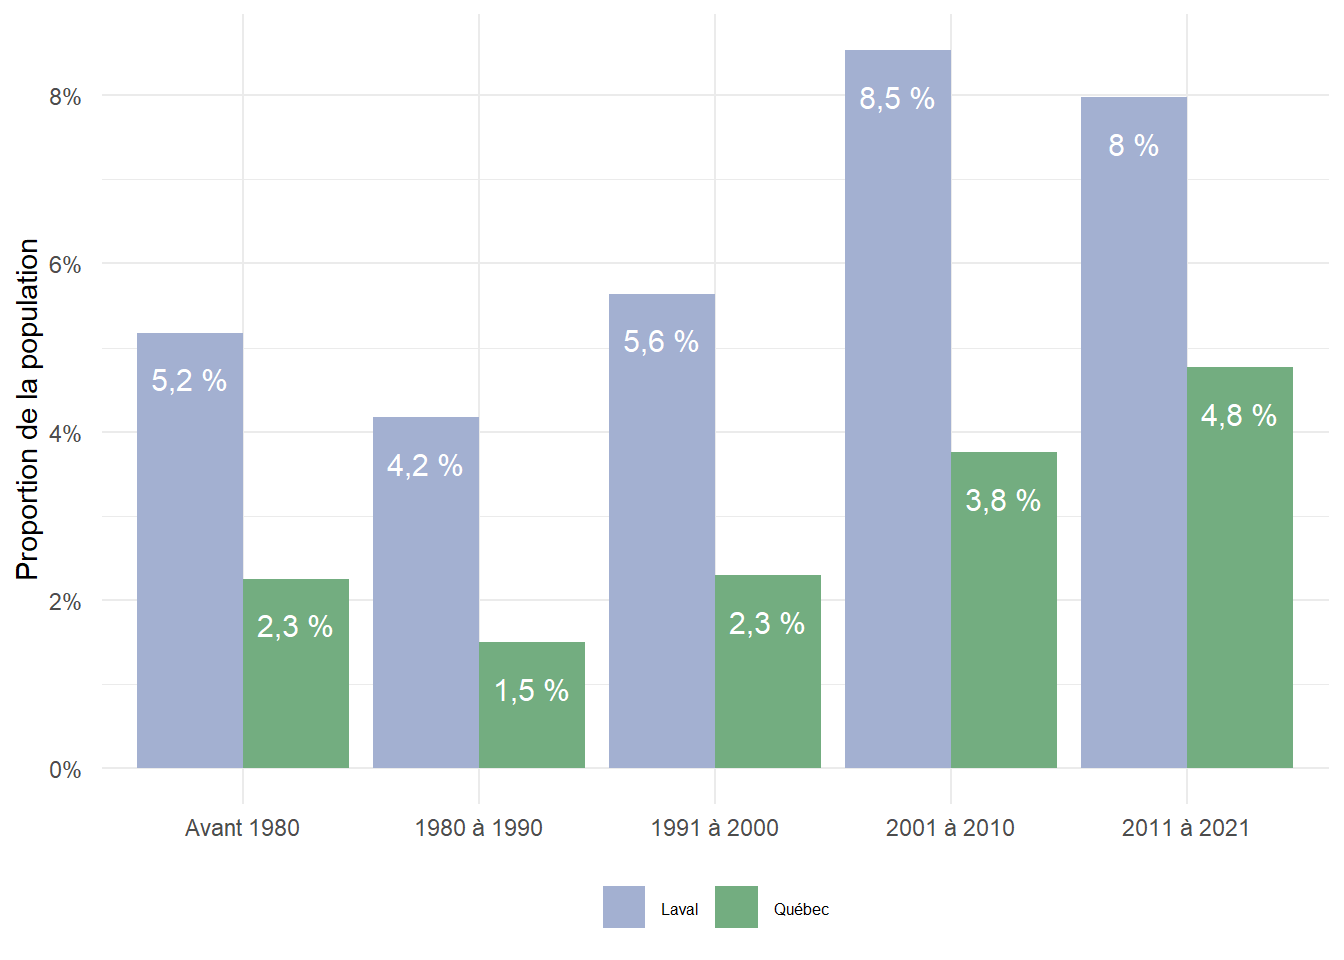 Proportion de la population
8%
6%
4%
2%
0%
5,2 %
2,3 %
4,2 %
1,5 %
5,6 %
2,3 %
8,5 %
3,8 %
8 %
4,8 %
Avant 1980
1980 à 1990
1991 à 2000
2001 à 2010
2011 à 2021
Laval
Québec